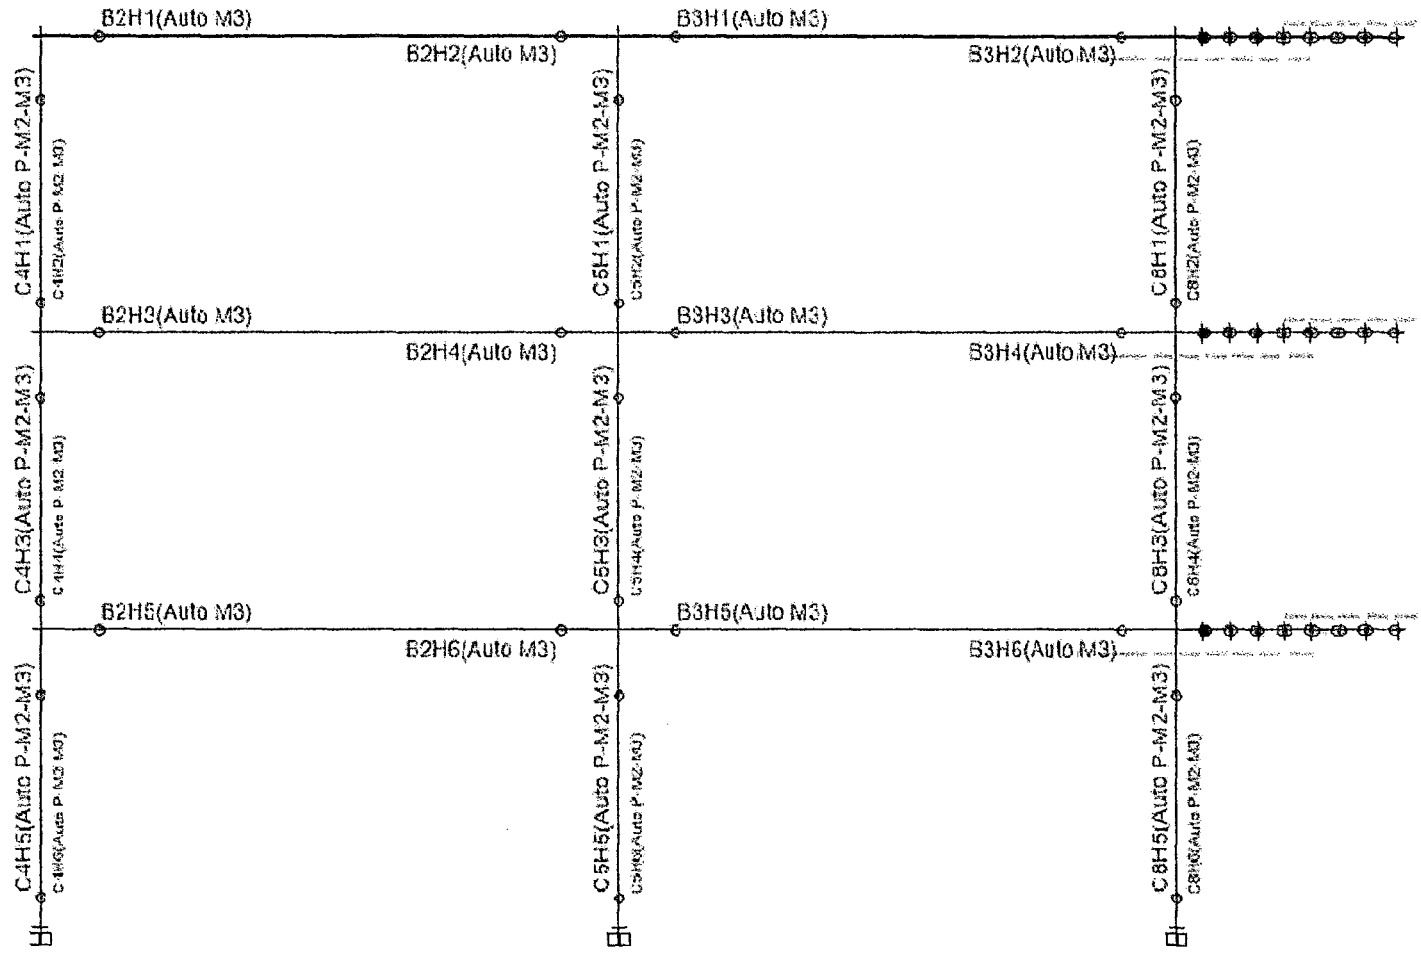 B2H1(Auto M3)
B3H1(Auto M3)
B2H2(Auto M3)
B3H2(Auto M3)
C4H1(Auto P-M2-M3)
C4H2(Auto P-M2-M3)
C5H1(Auto P-M2-M3)
C5H2(Auto P-M2-M3)
C8H1(Auto P-M2-M3)
C8H2(Auto P-M2-M3)
B2H3(Auto M3)
B3H3(Auto M3)
B2H4(Auto M3)
B3H4(Auto M3)
C4H3(Auto P-M2-M3)
C4H4(Auto P-M2-M3)
C5H3(Auto P-M2-M3)
C5H4(Auto P-M2-M3)
C8H3(Auto P-M2-M3)
C8H4(Auto P-M2-M3)
B2H5(Auto M3)
B3H5(Auto M3)
B2H6(Auto M3)
B3H6(Auto M3)
C4H5(Auto P-M2-M3)
C4H6(Auto P-M2-M3)
C5H5(Auto P-M2-M3)
C5H6(Auto P-M2-M3)
C8H5(Auto P-M2-M3)
C8H6(Auto P-M2-M3)